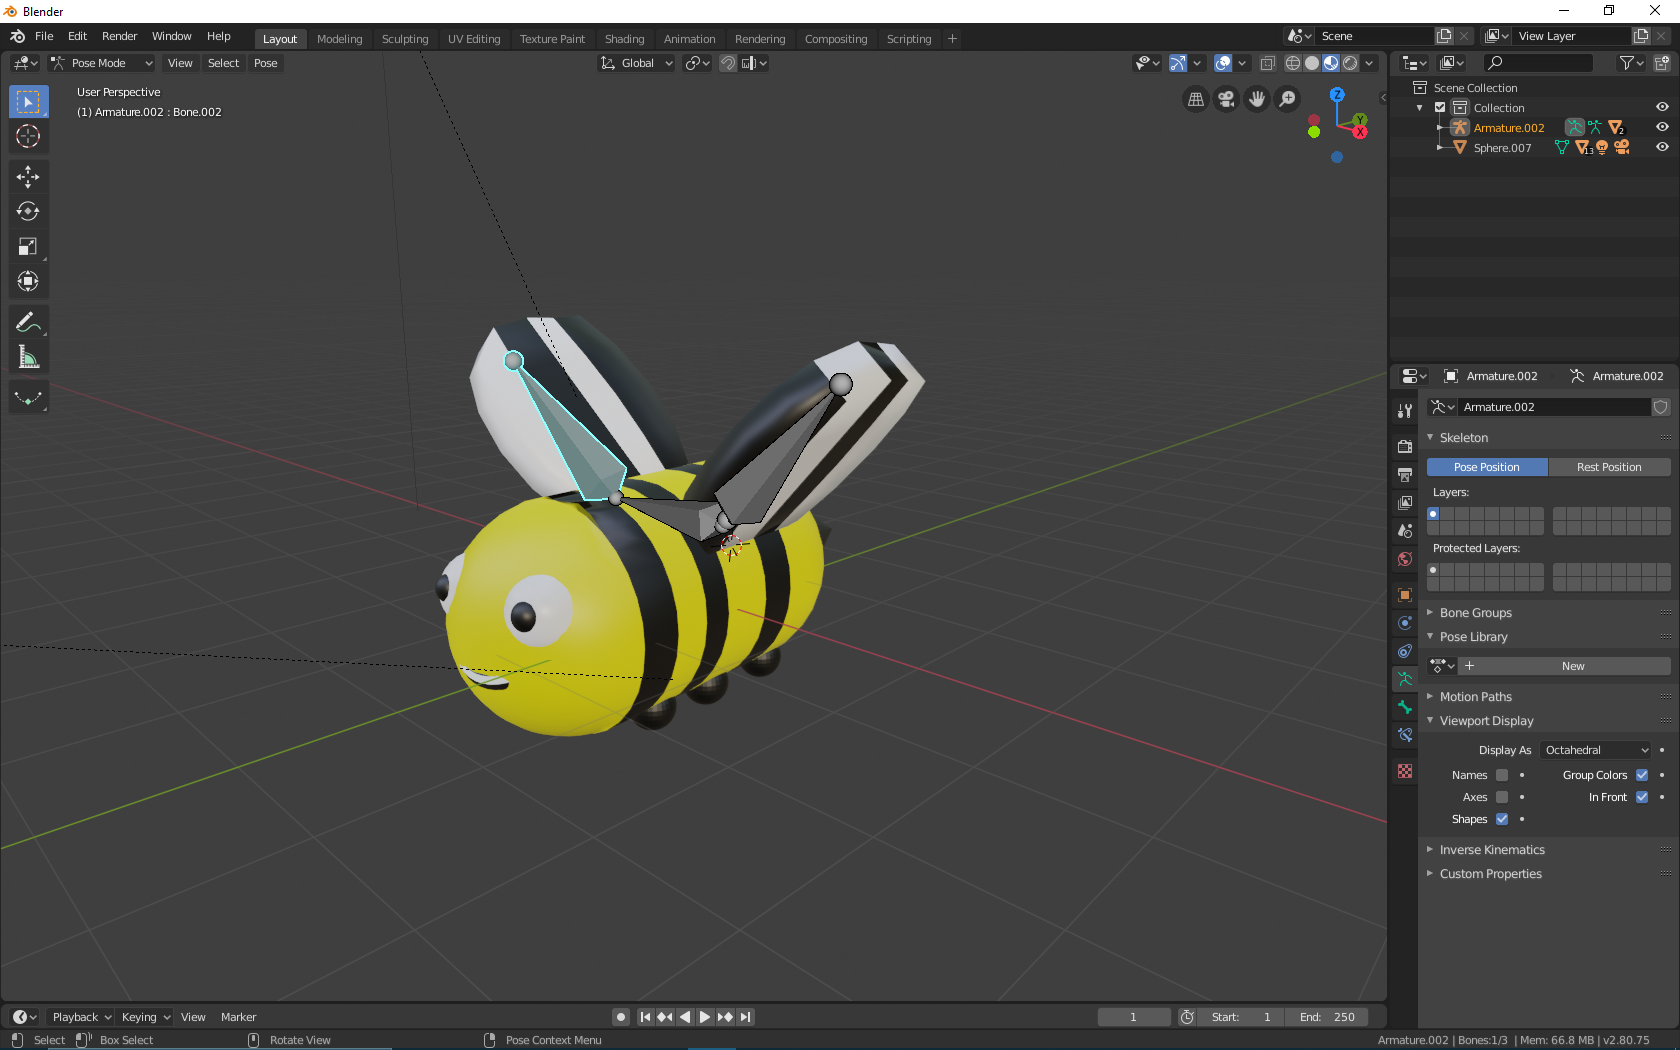 Blender
File Edit Render Window Help
Layout Modeling Sculpting UV Editing Texture Paint Shading Animation Rendering Compositing Scripting +
Scene
View Layer
Pose Mode View Select Pose
Global
User Perspective
(1) Armature.002 : Bone.002
Z
Y
X
Scene Collection
Collection
Armature.002 2
Sphere.007 13
Armature.002 Armature.002
Armature.002
Skeleton
Pose Position Rest Position
Layers:
Protected Layers:
Bone Groups
Pose Library
+ New
Motion Paths
Viewport Display
Display As Octahedral
Names Group Colors
Axes In Front
Shapes
Inverse Kinematics
Custom Properties
Playback Keying View Marker
1 Start: 1 End: 250
Select Box Select Rotate View Pose Context Menu
Armature.002 | Bones:1/3 | Mem: 66.8 MB | v2.80.75